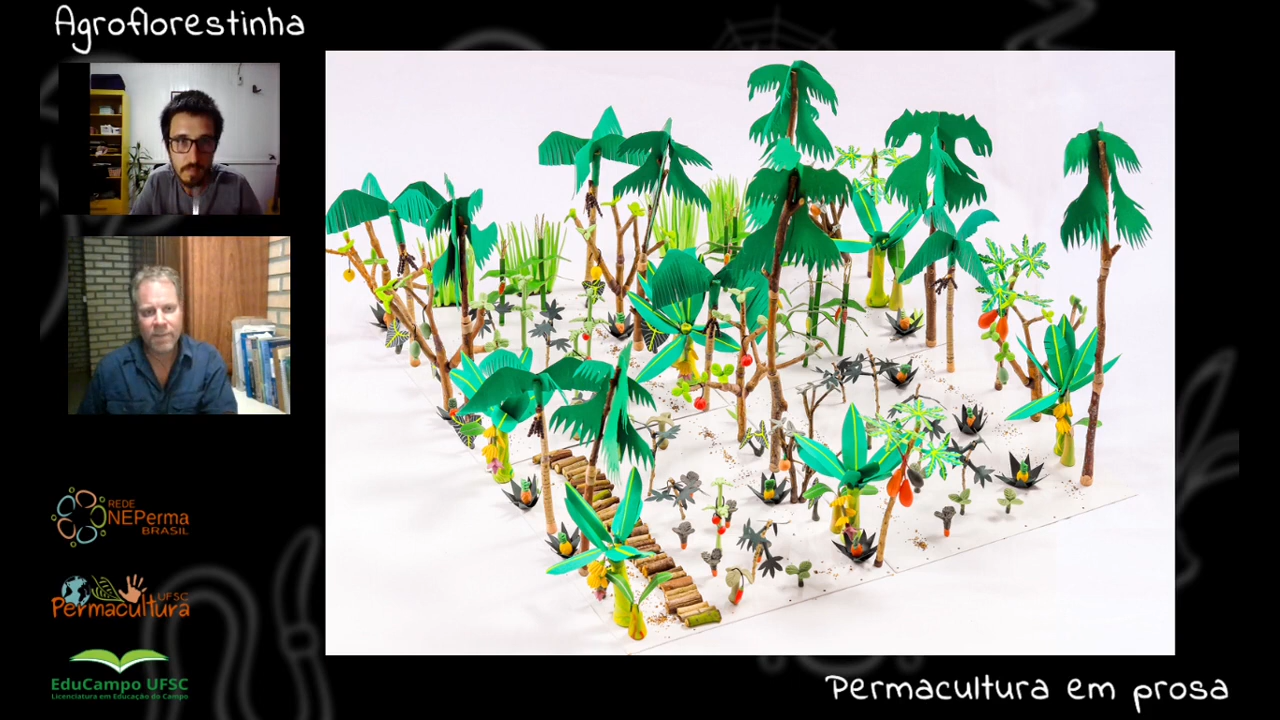 Agroflorestinha
REDE
NEPerma
BRASIL
UFSC
Permacultura
EduCampo UFSC
Licenciatura em Educação do Campo
Permacultura em prosa